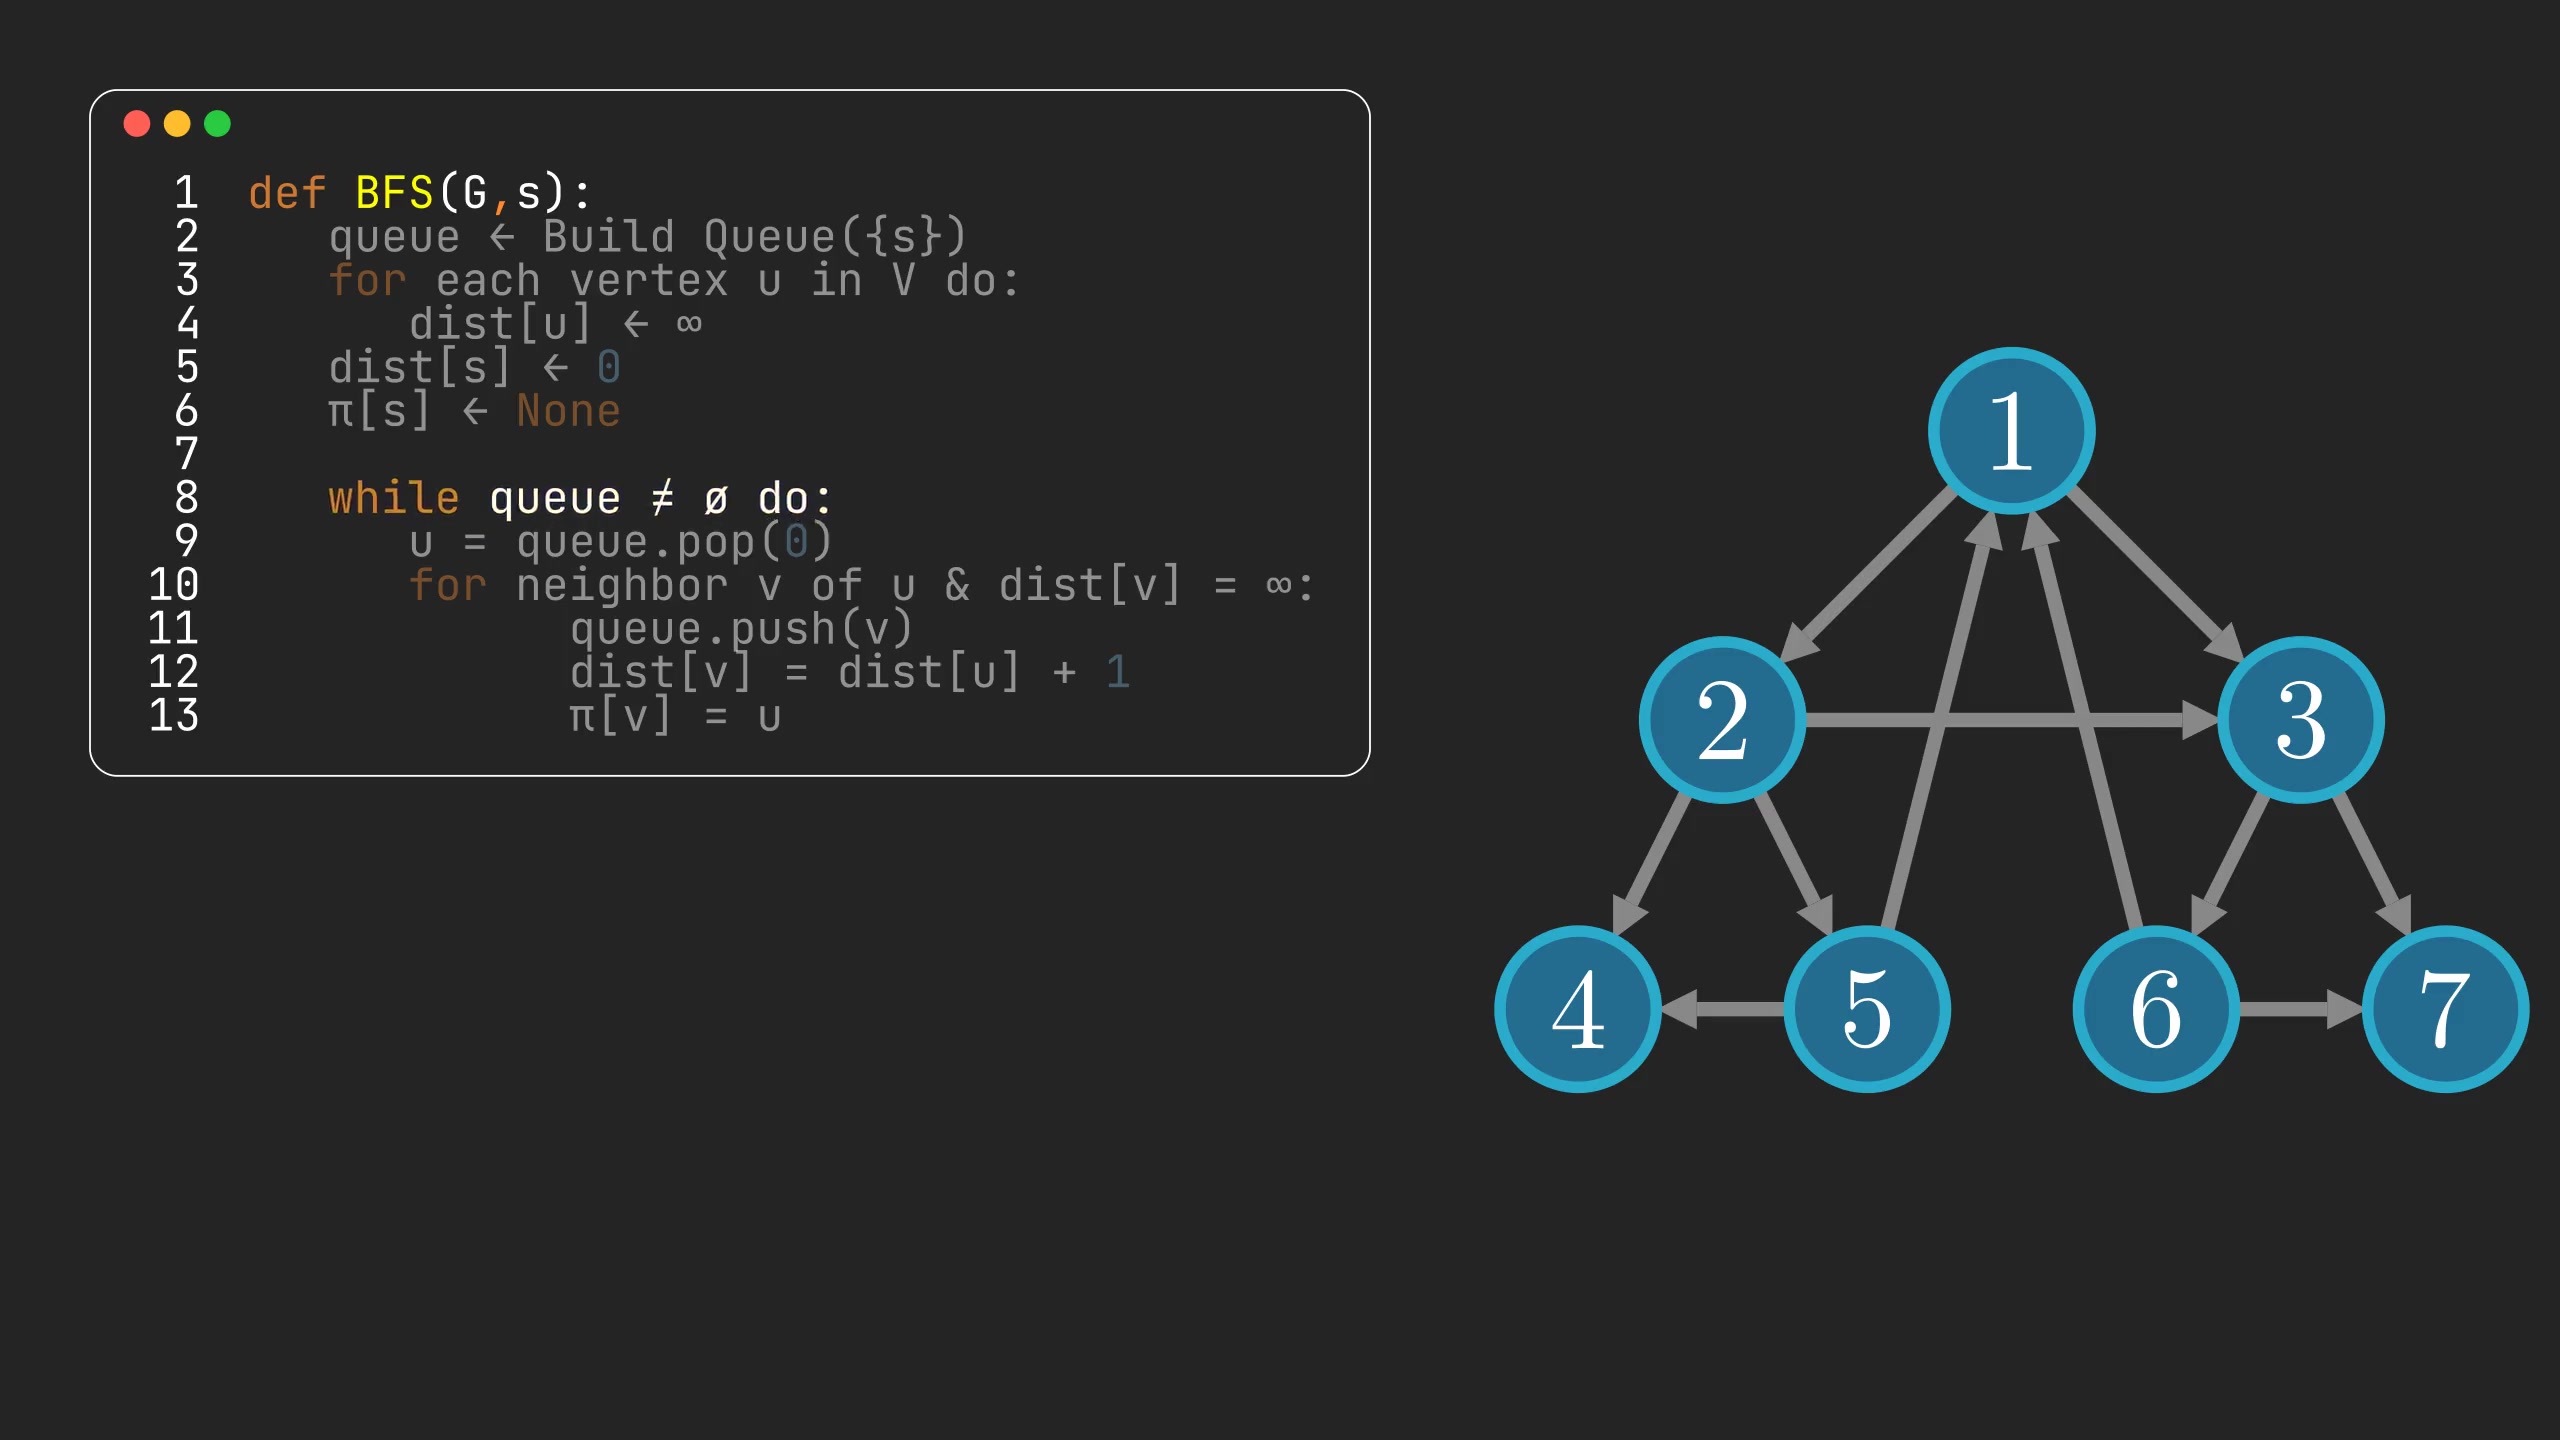 1 def BFS(G,s):
2 queue ← Build Queue({s})
3 for each vertex u in V do:
4 dist[u] ← ∞
5 dist[s] ← 0
6 π[s] ← None
7
8 while queue ≠ ø do:
9 u = queue.pop(0)
10 for neighbor v of u & dist[v] = ∞:
11 queue.push(v)
12 dist[v] = dist[u] + 1
13 π[v] = u
1
2 3
4 5 6 7